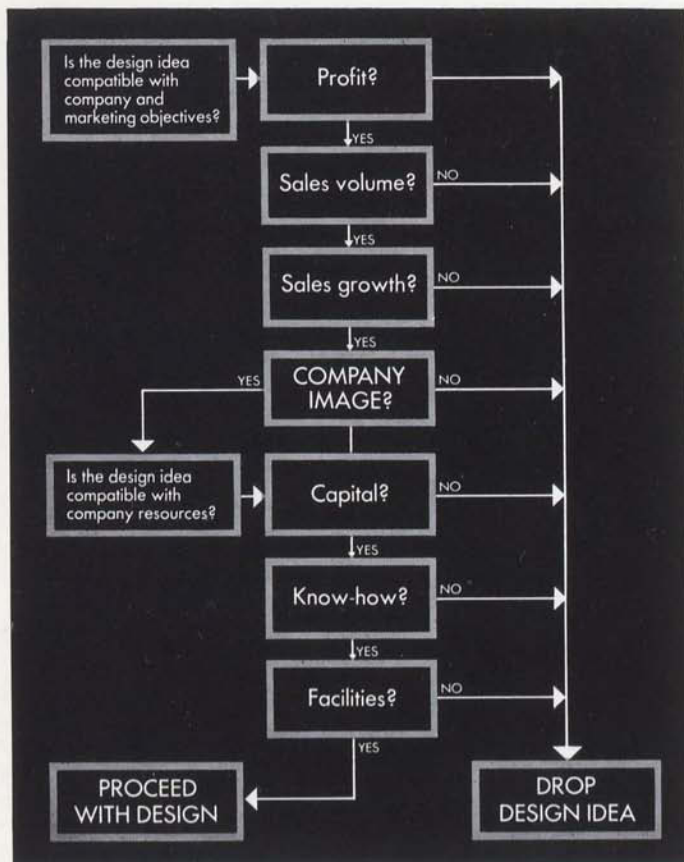 Is the design idea
compatible with
company and
marketing objectives?
Profit?
YES
Sales volume?
NO
YES
Sales growth?
NO
YES
YES
COMPANY
IMAGE?
NO
Is the design idea
compatible with
company resources?
Capital?
NO
YES
Know-how?
NO
YES
Facilities?
NO
YES
PROCEED
WITH DESIGN
DROP
DESIGN IDEA